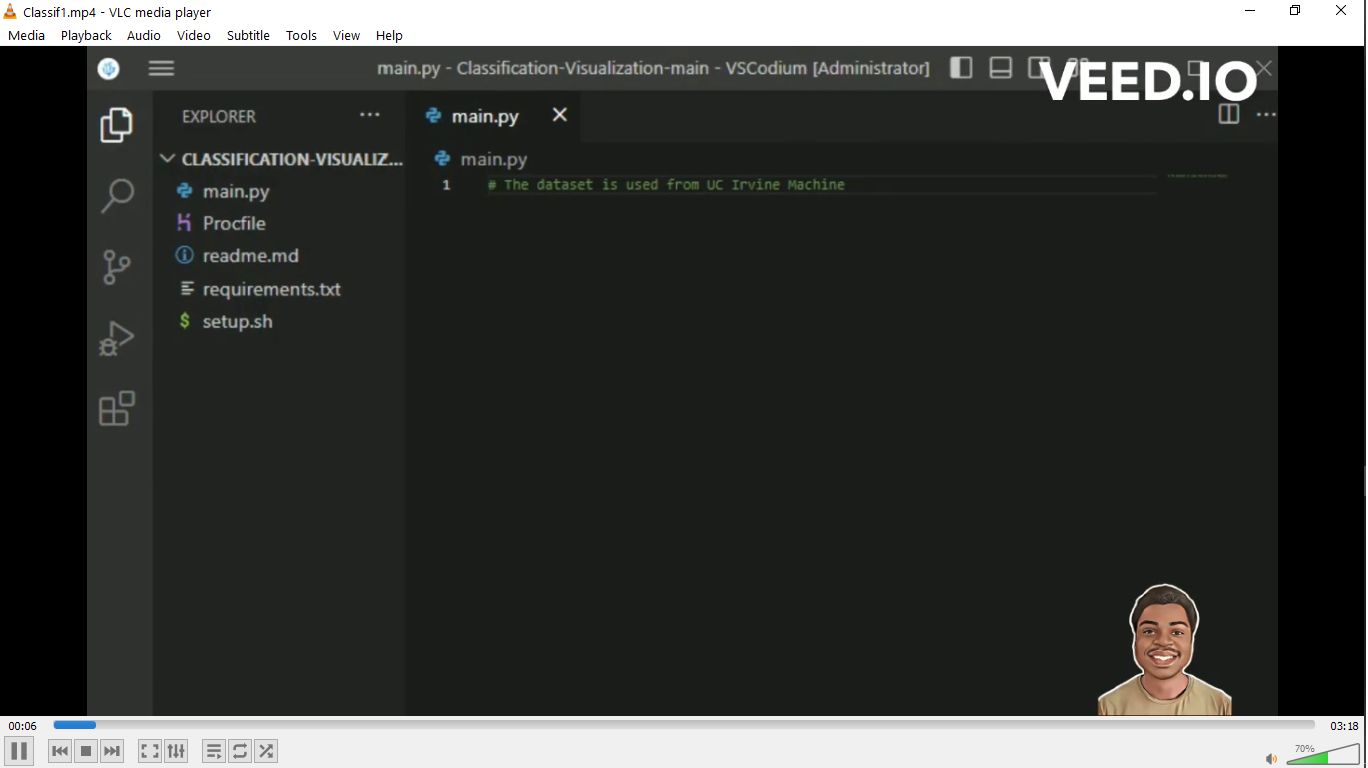 Classif1.mp4 - VLC media player
Media Playback Audio Video Subtitle Tools View Help
main.py - Classification-Visualization-main - VSCodium [Administrator]
VEED.IO
EXPLORER
main.py
CLASSIFICATION-VISUALIZ...
main.py
1 # The dataset is used from UC Irvine Machine
main.py
Procfile
readme.md
requirements.txt
$ setup.sh
00:06
03:18
70%